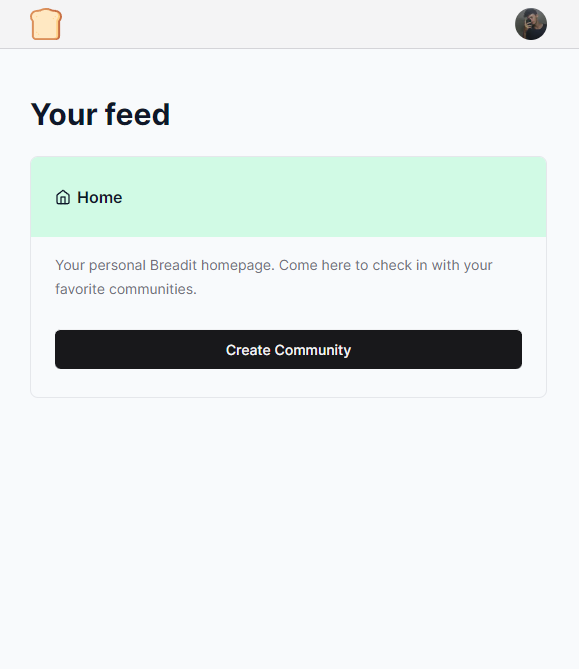 Your feed
Home
Your personal Breadit homepage. Come here to check in with your
favorite communities.
Create Community